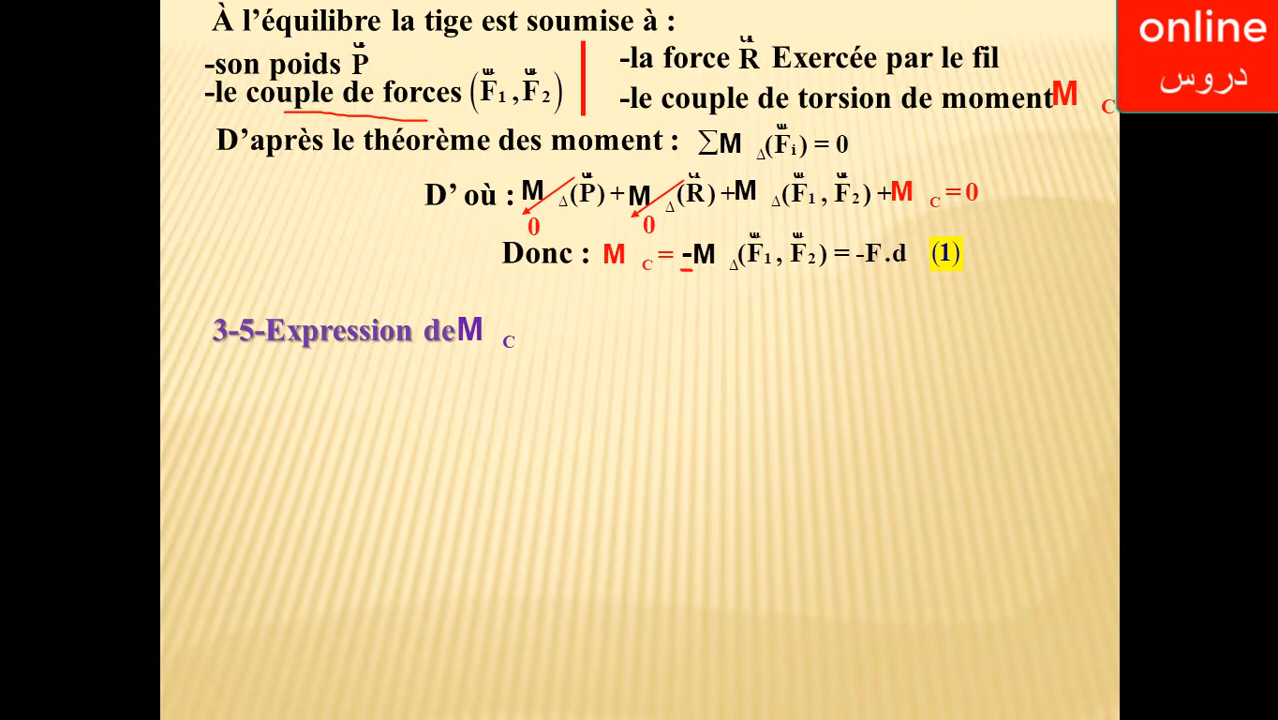 À l'équilibre la tige est soumise à :
-son poids P
-le couple de forces (F₁ , F₂)
-la force R Exercée par le fil
-le couple de torsion de moment M C
D'après le théorème des moment : ∑M Δ(Fi) = 0
D' où : M Δ(P) + M Δ(R) + M Δ(F₁ , F₂) + M C = 0
0 0
Donc : M C = -M Δ(F₁ , F₂) = -F.d (1)
3-5-Expression de M C
online
دروس